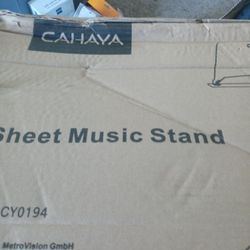 CAHAYA
Sheet Music Stand
CY0194
MetroVision GmbH